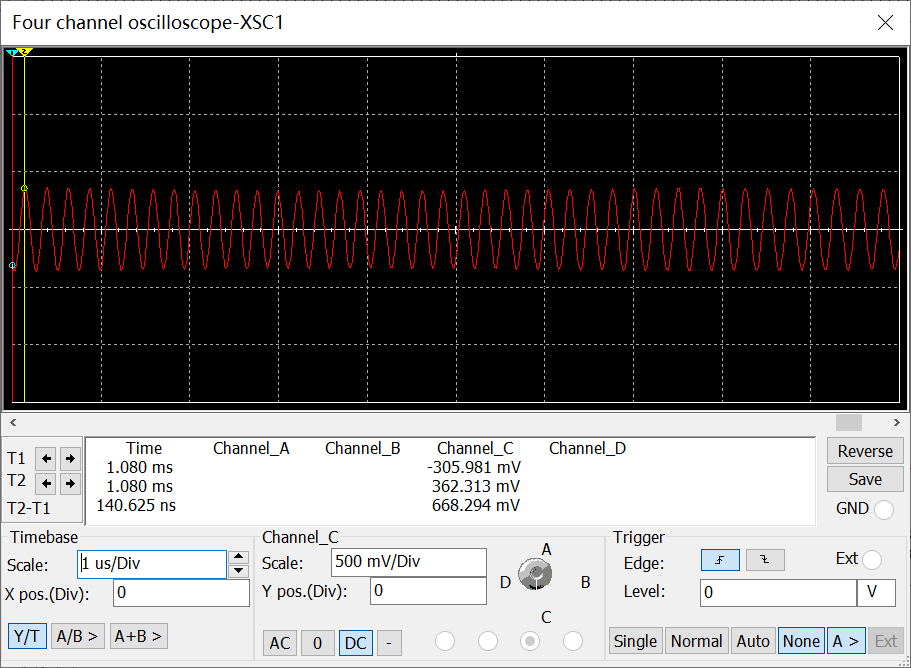 Four channel oscilloscope-XSC1
1 2
T1
T2
T2-T1
Time Channel_A Channel_B Channel_C Channel_D
1.080 ms -305.981 mV
1.080 ms 362.313 mV
140.625 ns 668.294 mV
Reverse
Save
GND
Timebase
Scale: 1 us/Div
X pos.(Div): 0
Y/T A/B > A+B >
Channel_C
Scale: 500 mV/Div
Y pos.(Div): 0
AC 0 DC -
A
D B
C
Trigger
Edge: Ext
Level: 0 V
Single Normal Auto None A > Ext